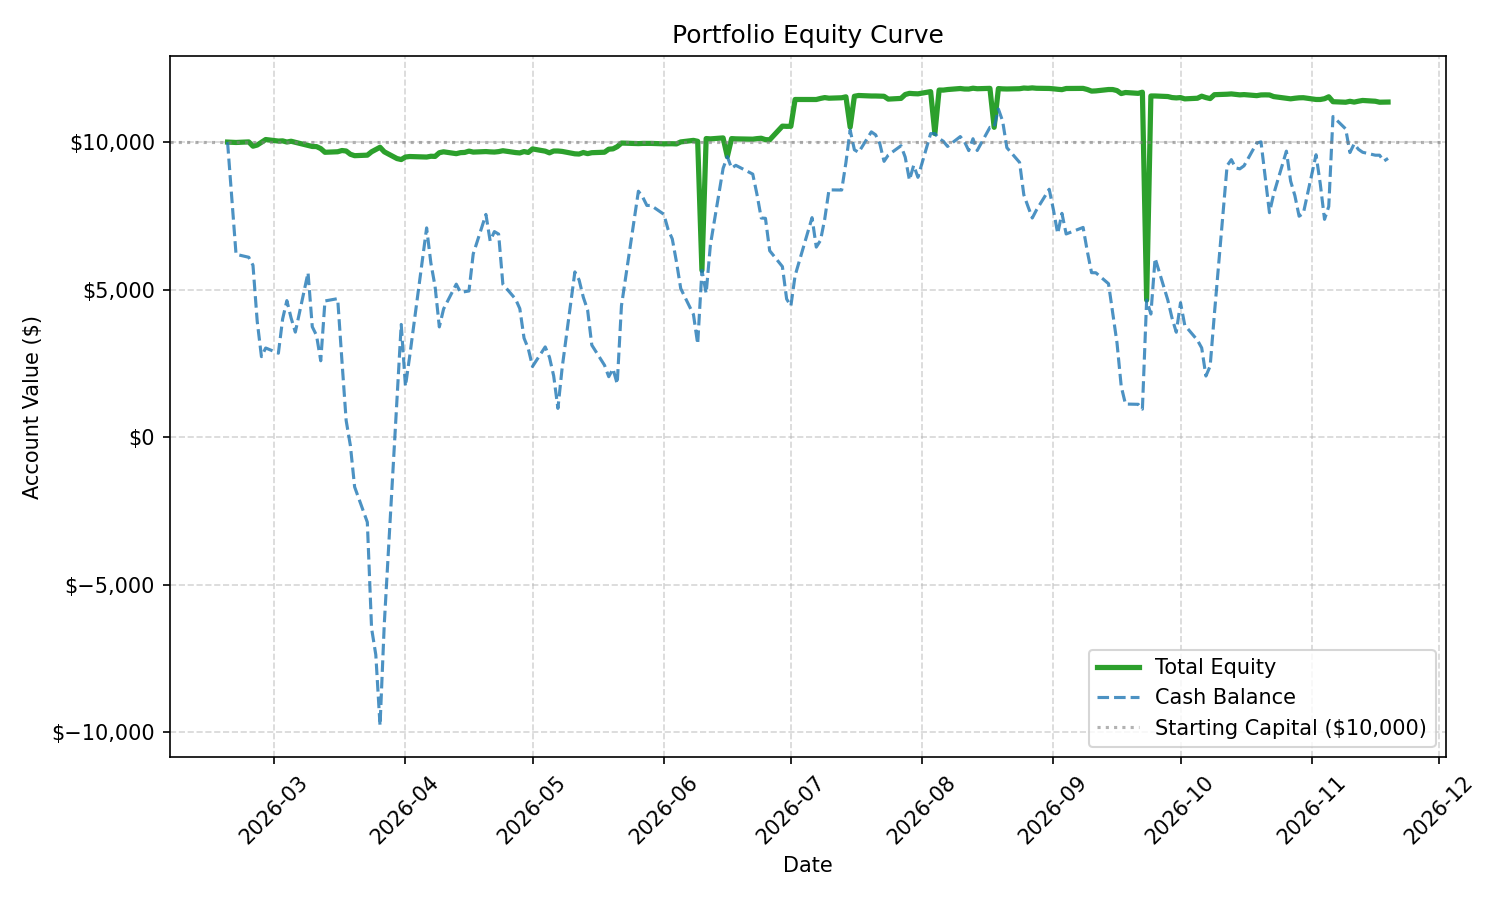 Portfolio Equity Curve
Account Value ($)
$10,000
$5,000
$0
$−5,000
$−10,000
Total Equity
Cash Balance
Starting Capital ($10,000)
2026-03
2026-04
2026-05
2026-06
2026-07
2026-08
2026-09
2026-10
2026-11
2026-12
Date